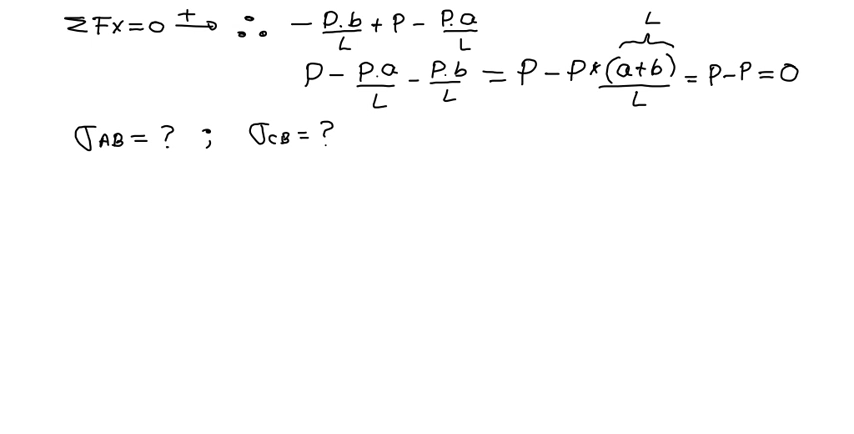 ΣFx=0 →+ ∴ - P.b/L + P - P.a/L
P - P.a/L - P.b/L = P - P*(a+b)/L = P-P=0
L
σAB = ? ; σCB = ?